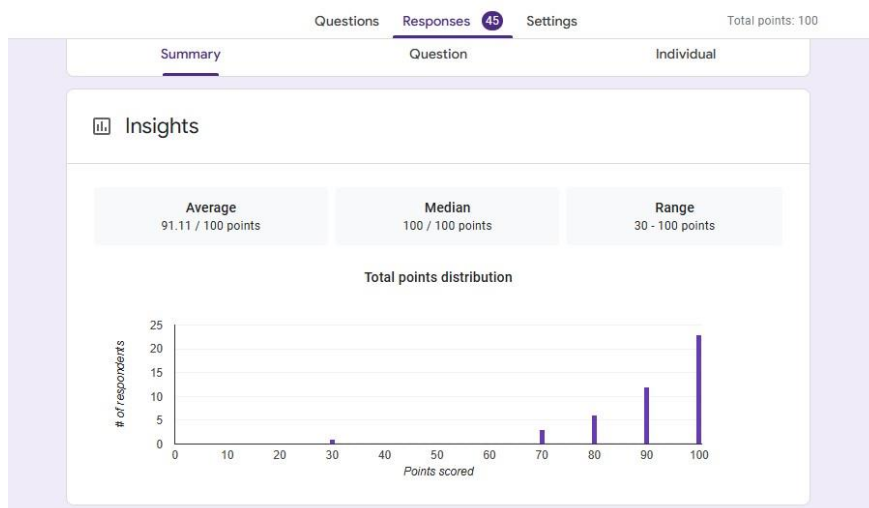 Questions Responses 45 Settings Total points: 100
Summary Question Individual
Insights
Average Median Range
91.11 / 100 points 100 / 100 points 30 - 100 points
Total points distribution
25
20
15
10
5
0
# of respondents
0 10 20 30 40 50 60 70 80 90 100
Points scored